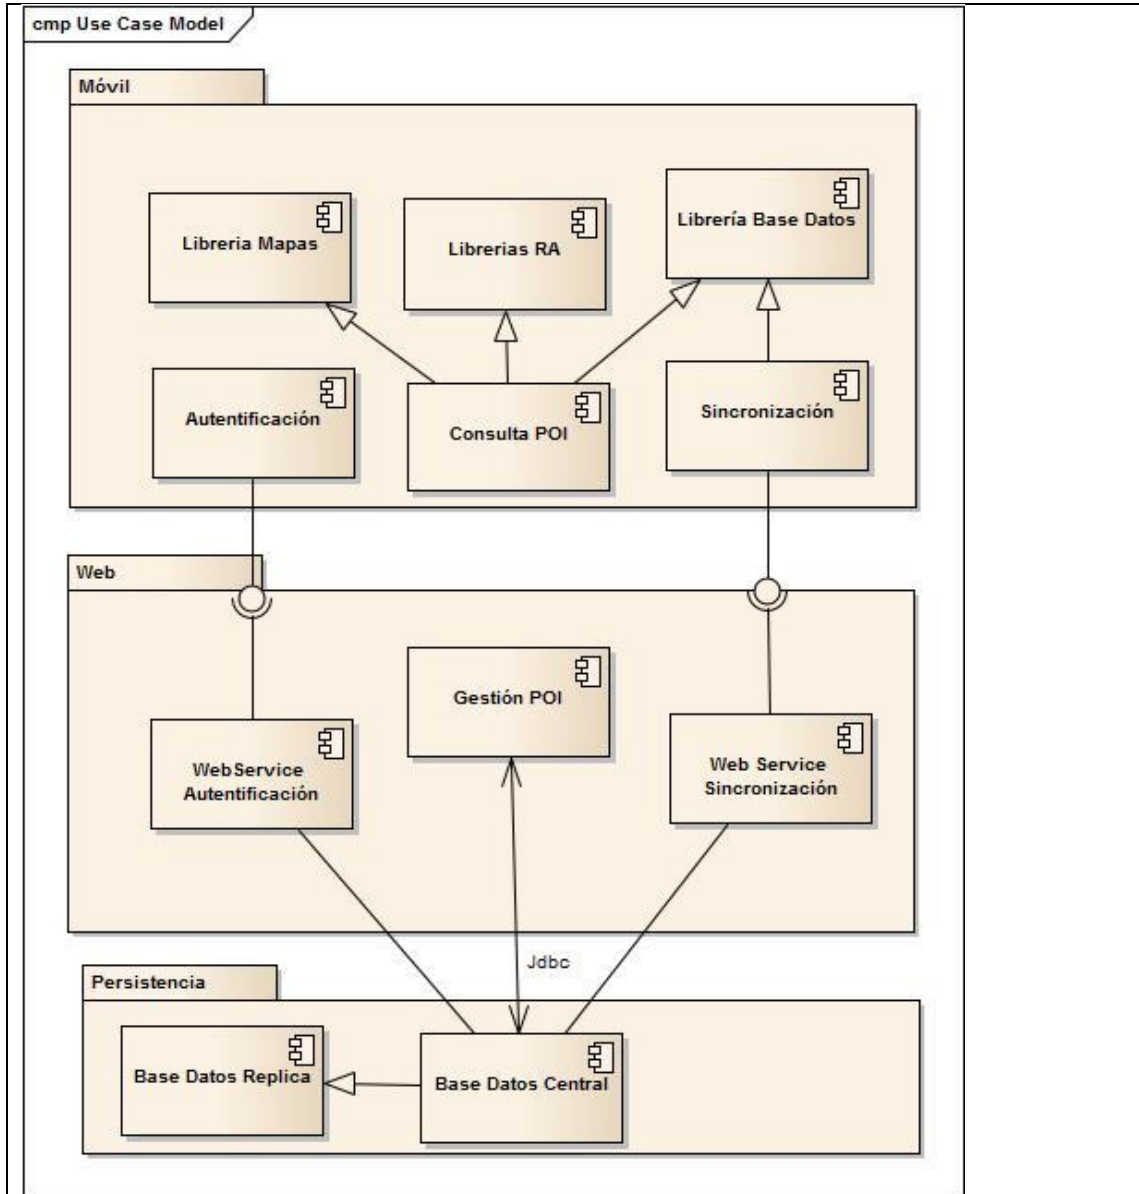 cmp Use Case Model
Móvil
Libreria Mapas
Librerias RA
Librería Base Datos
Autentificación
Consulta POI
Sincronización
Web
Gestión POI
WebService
Autentificación
Web Service
Sincronización
Jdbc
Persistencia
Base Datos Replica
Base Datos Central